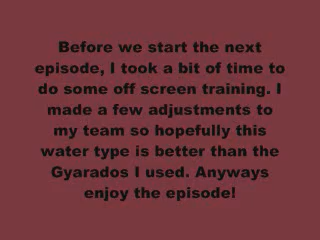 Before we start the next
episode, I took a bit of time to
do some off screen training. I
made a few adjustments to
my team so hopefully this
water type is better than the
Gyarados I used. Anyways
enjoy the episode!